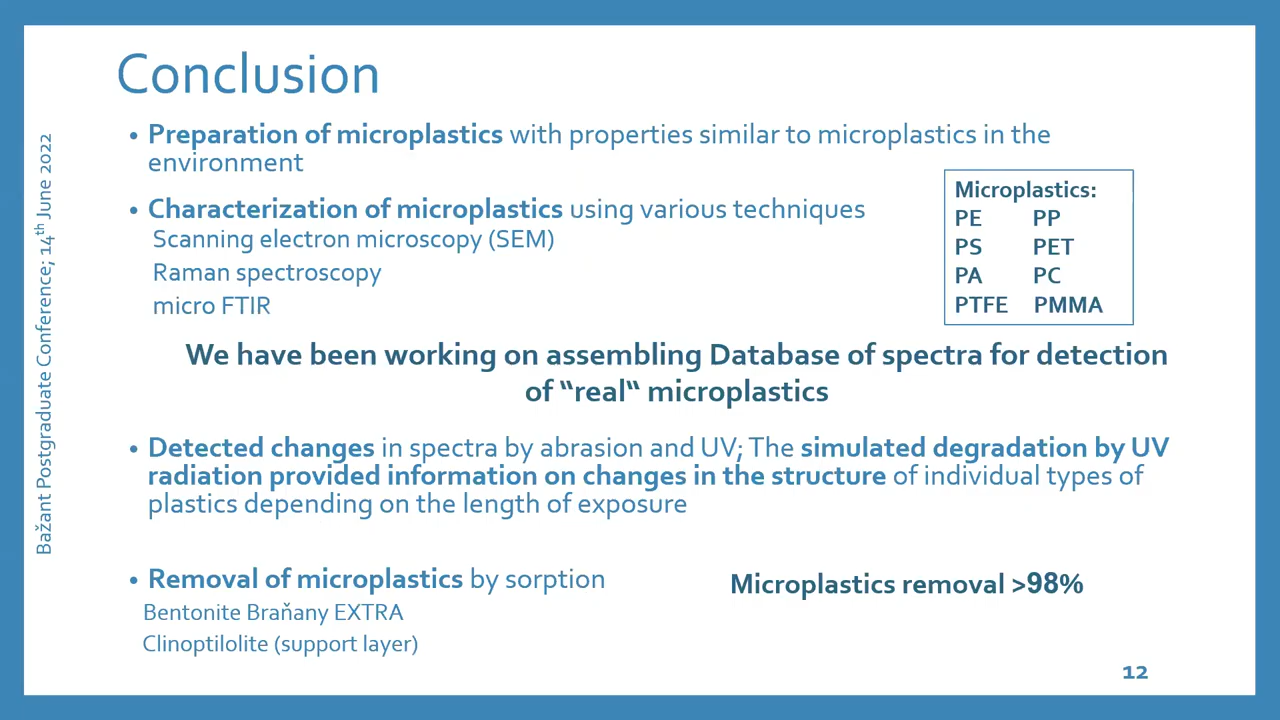 Conclusion
Bažant Postgraduate Conference; 14th June 2022
• Preparation of microplastics with properties similar to microplastics in the
environment
• Characterization of microplastics using various techniques
Scanning electron microscopy (SEM)
Raman spectroscopy
micro FTIR
Microplastics:
PE PP
PS PET
PA PC
PTFE PMMA
We have been working on assembling Database of spectra for detection
of “real“ microplastics
• Detected changes in spectra by abrasion and UV; The simulated degradation by UV
radiation provided information on changes in the structure of individual types of
plastics depending on the length of exposure
• Removal of microplastics by sorption
Bentonite Braňany EXTRA
Clinoptilolite (support layer)
Microplastics removal >98%
12